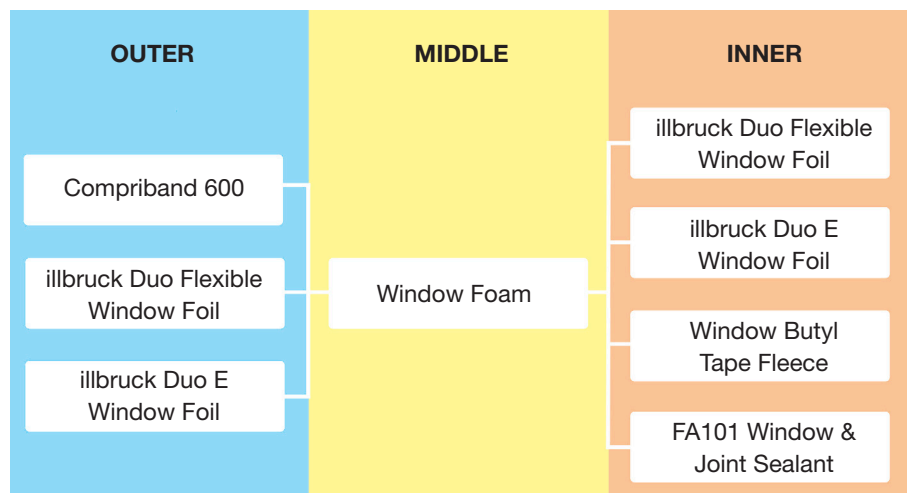 OUTER
MIDDLE
INNER
Compriband 600
illbruck Duo Flexible
Window Foil
illbruck Duo E
Window Foil
Window Foam
illbruck Duo Flexible
Window Foil
illbruck Duo E
Window Foil
Window Butyl
Tape Fleece
FA101 Window &
Joint Sealant